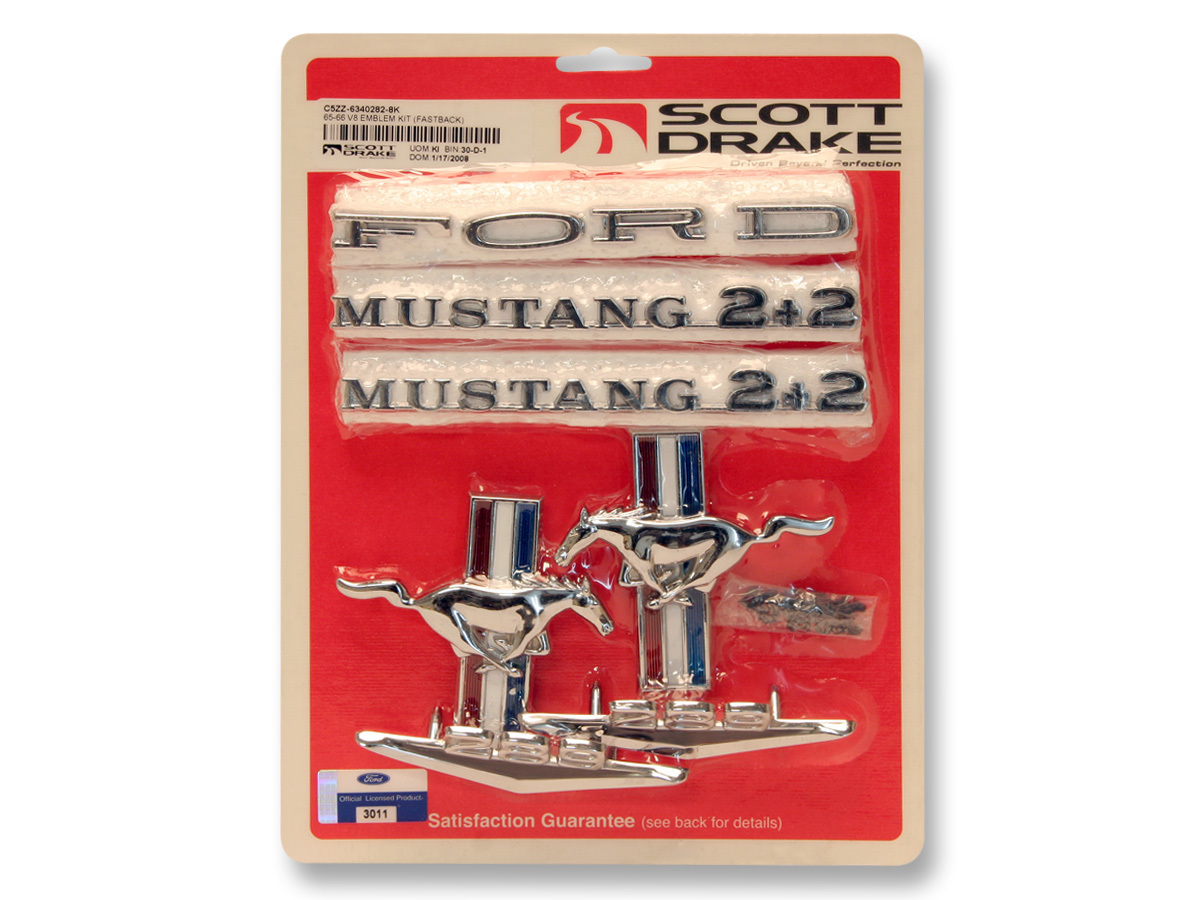 C5ZZ-6340282-8K
65-66 V8 EMBLEM KIT (FASTBACK)
SCOTT DRAKE
UOM:KI BIN:30-D-1
DOM:1/17/2008
SCOTT
DRAKE
Driven Beyond Perfection
FORD
MUSTANG 2+2
MUSTANG 2+2
Ford
Official Licensed Product
3011
Satisfaction Guarantee (see back for details)